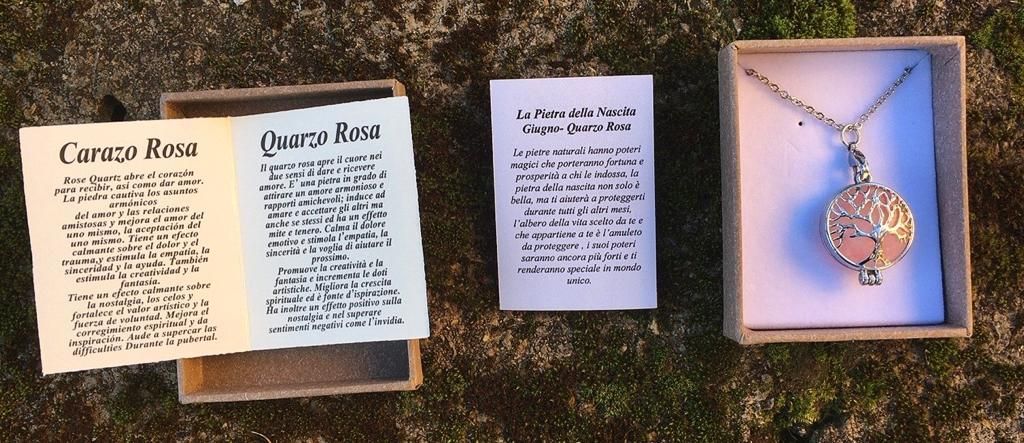 Carazo Rosa
Rose Quartz abre el corazón
para recibir, así como dar amor.
La piedra cautiva los asuntos
armónicos
del amor y las relaciones
amistosas y mejora el amor del
uno mismo, la aceptación del
uno mismo. Tiene un efecto
calmante sobre el dolor y el
trauma,y estimula la empatía, la
sinceridad y la ayuda. También
estimula la creatividad y la
fantasía.
Tiene un efecto calmante sobre
la nostalgia, los celos y
fortalece el valor artístico y la
fuerza de voluntad. Mejora el
corregimiento espiritual y da
inspiración. Aude a supercar las
difficulties Durante la pubertal.
Quarzo Rosa
Il quarzo rosa apre il cuore nei
due sensi di dare e ricevere
amore. E' una pietra in grado di
attirare un amore armonioso e
rapporti amichevoli; induce ad
amare e accettare gli altri ma
anche se stessi ed ha un effetto
mite e tenero. Calma il dolore
emotivo e stimola l'empatia, la
sincerità e la voglia di aiutare il
prossimo.
Promuove la creatività e la
fantasia e incrementa le doti
artistiche. Migliora la crescita
spirituale ed è fonte d'ispirazione.
Ha inoltre un effetto positivo sulla
nostalgia e nel superare
sentimenti negativi come l'invidia.
La Pietra della Nascita
Giugno- Quarzo Rosa
Le pietre naturali hanno poteri
magici che porteranno fortuna e
prosperità a chi le indossa, la
pietra della nascita non solo è
bella, ma ti aiuterà a proteggerti
durante tutti gli altri mesi,
l'albero della vita scelto da te e
che appartiene a te è l'amuleto
da proteggere , i suoi poteri
saranno ancora più forti e ti
renderanno speciale in mondo
unico.